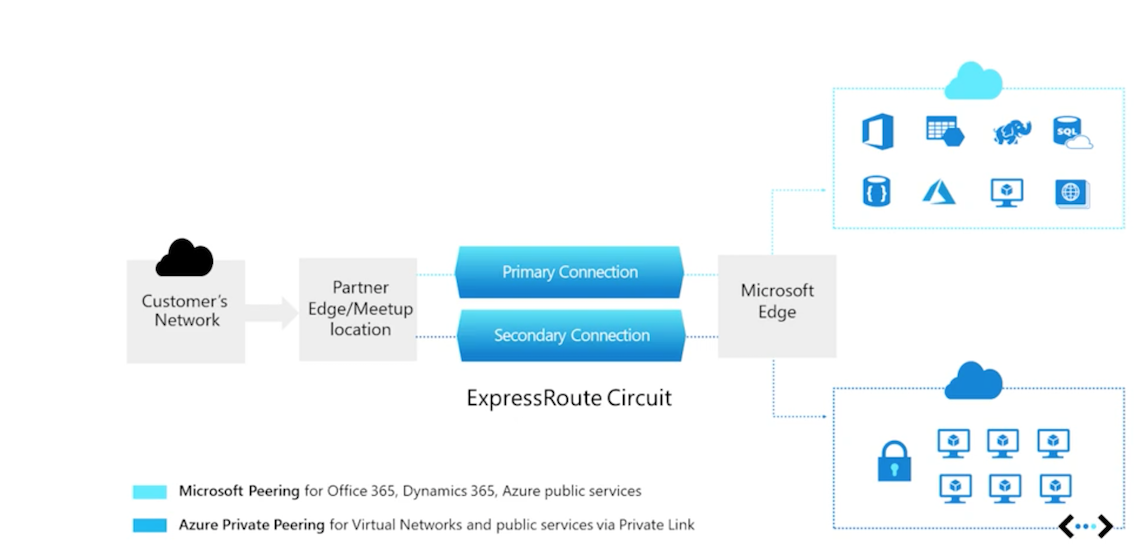 SQL
Customer's
Network
Partner
Edge/Meetup
location
Primary Connection
Secondary Connection
Microsoft
Edge
ExpressRoute Circuit
Microsoft Peering for Office 365, Dynamics 365, Azure public services
Azure Private Peering for Virtual Networks and public services via Private Link